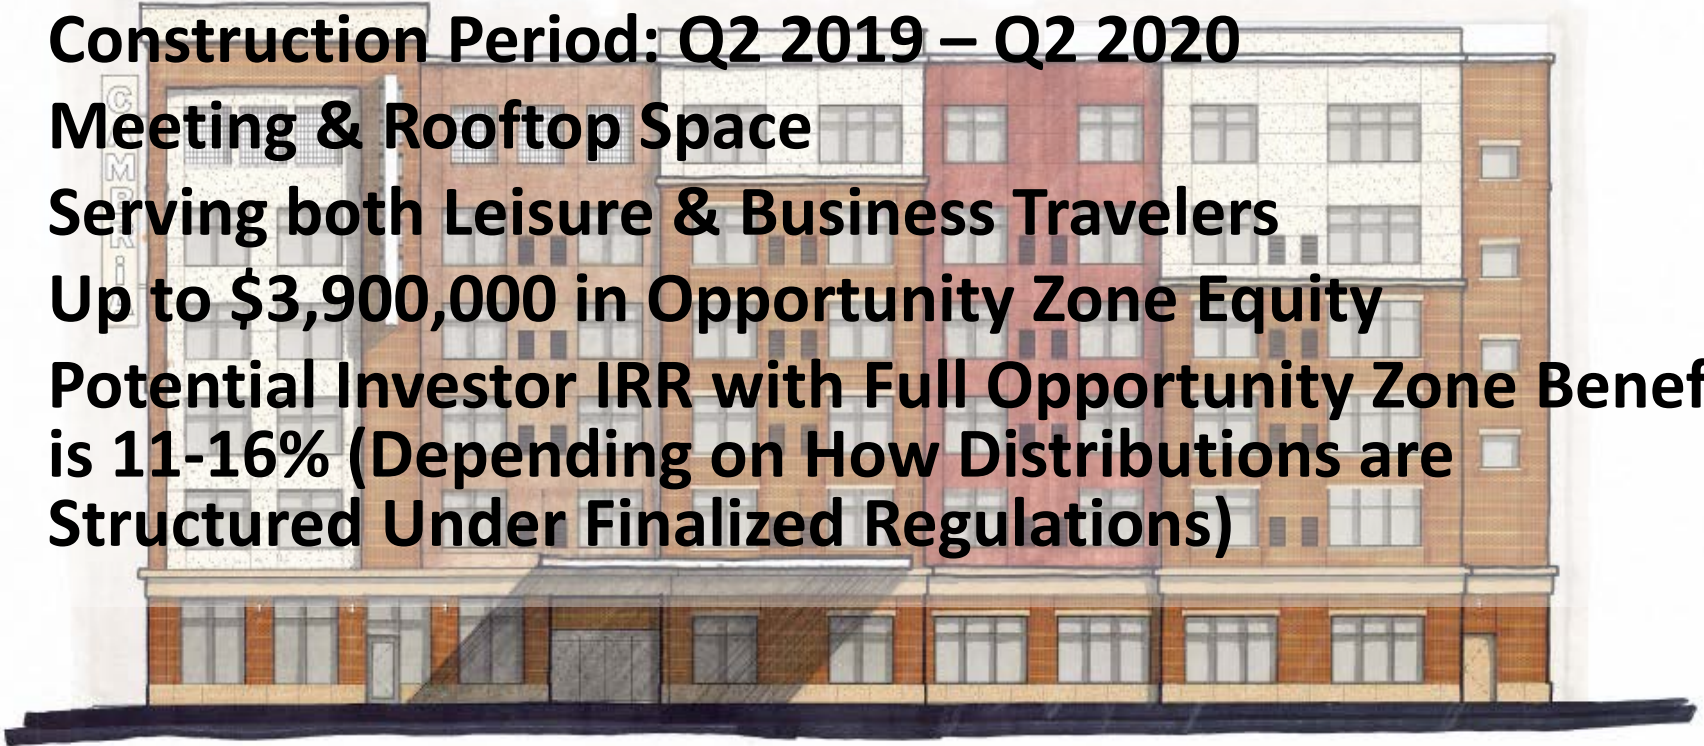 Construction Period: Q2 2019 – Q2 2020
Meeting & Rooftop Space
Serving both Leisure & Business Travelers
Up to $3,900,000 in Opportunity Zone Equity
Potential Investor IRR with Full Opportunity Zone Benef
is 11-16% (Depending on How Distributions are
Structured Under Finalized Regulations)
CAMBRiA